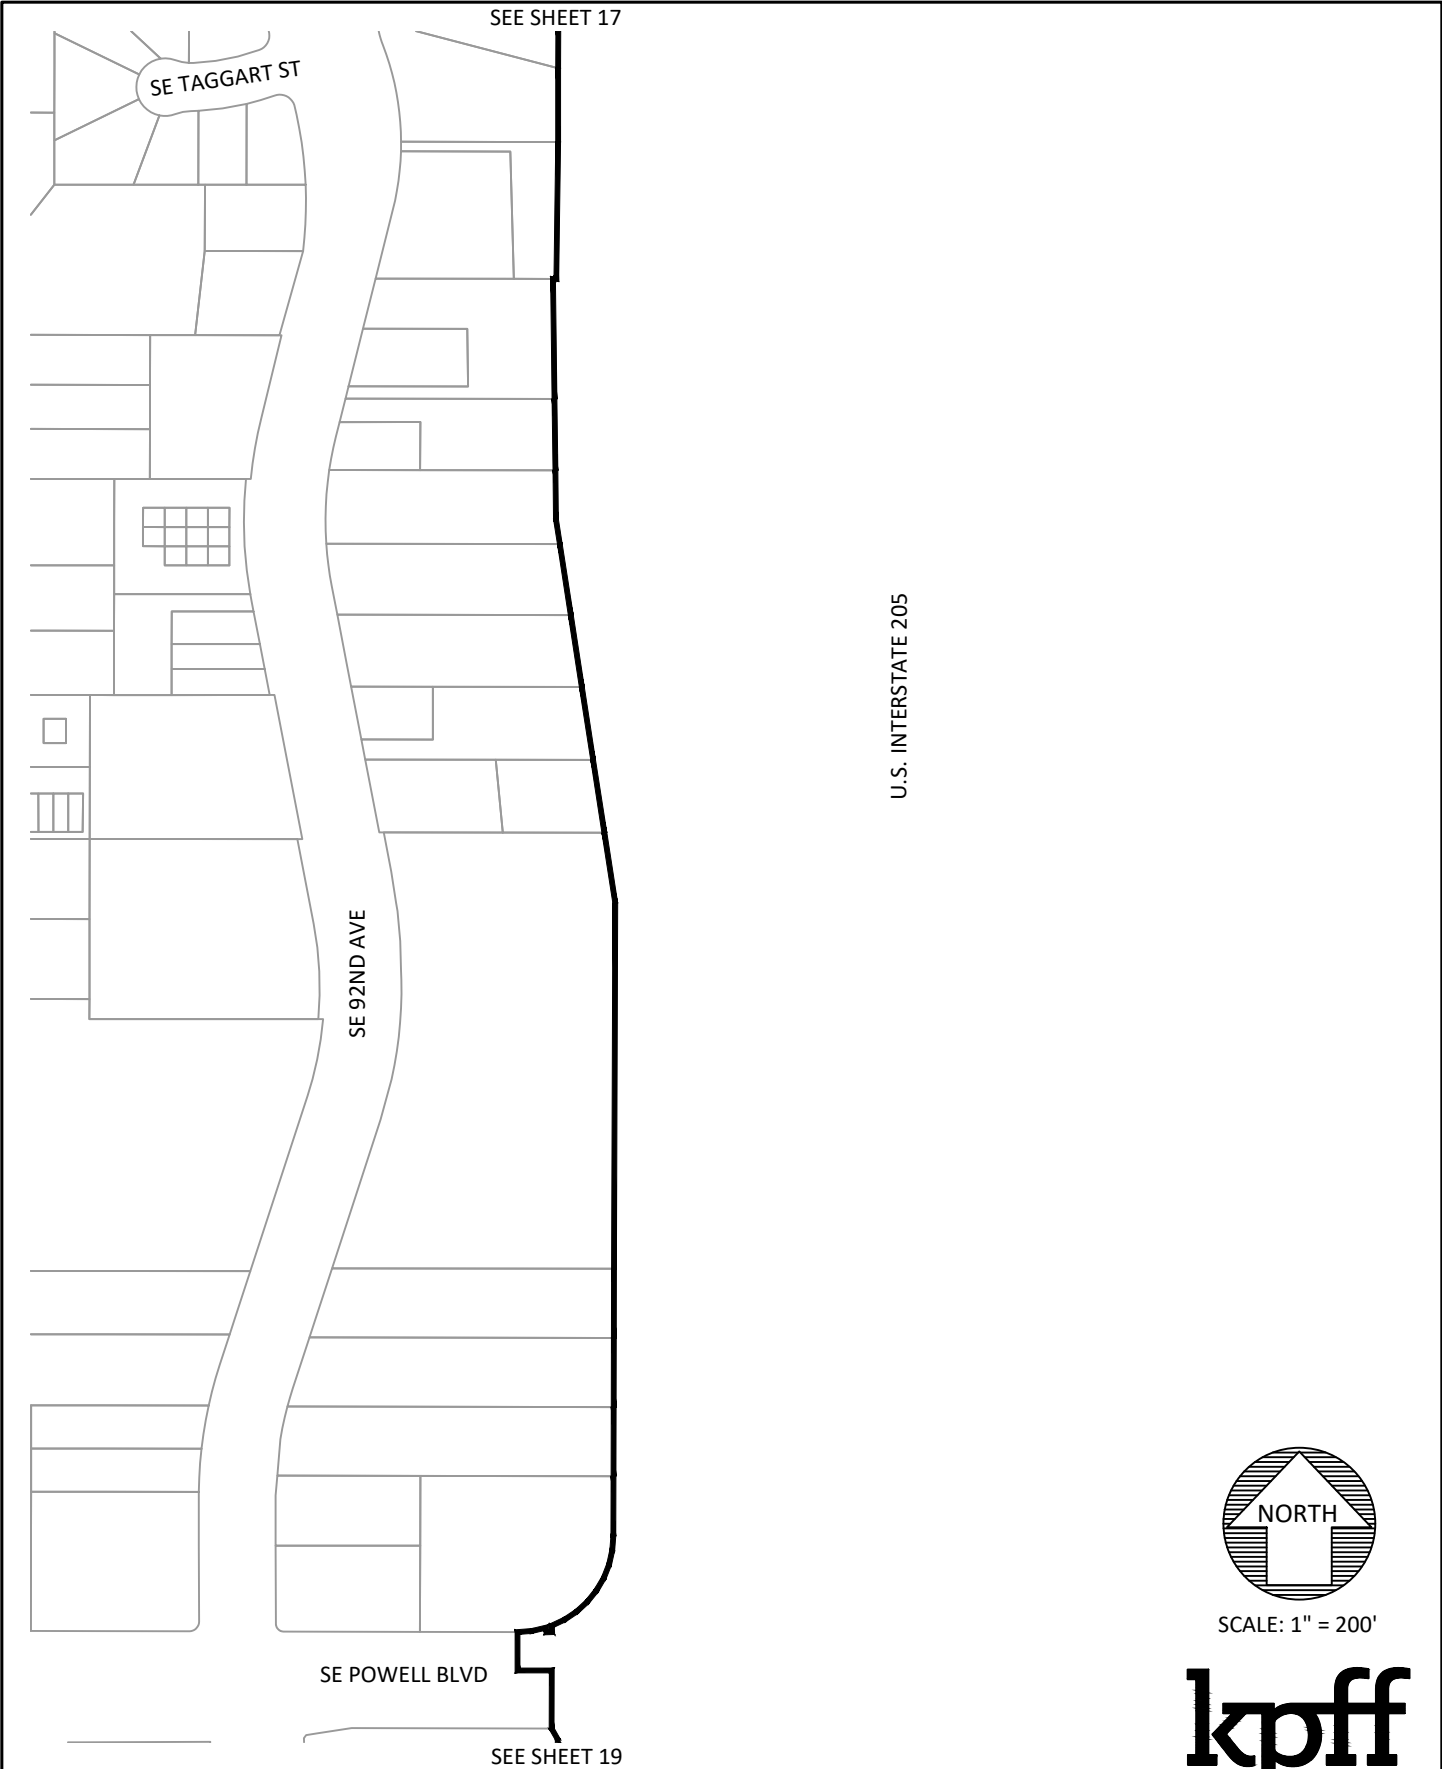 SEE SHEET 17
SE TAGGART ST
U.S. INTERSTATE 205
SE 92ND AVE
NORTH
SCALE: 1" = 200'
SE POWELL BLVD
kpff
SEE SHEET 19